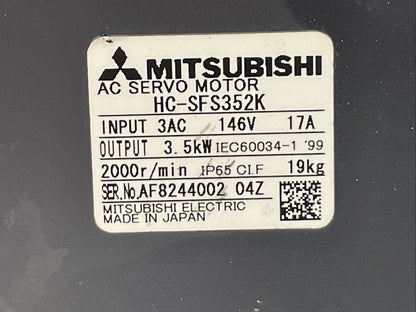 MITSUBISHI
AC SERVO MOTOR
HC-SFS352K
INPUT 3AC 146V 17A
OUTPUT 3.5kW IEC60034-1 '99
2000r/min IP65 CI.F 19kg
SER.No.AF8244002 04Z
MITSUBISHI ELECTRIC
MADE IN JAPAN